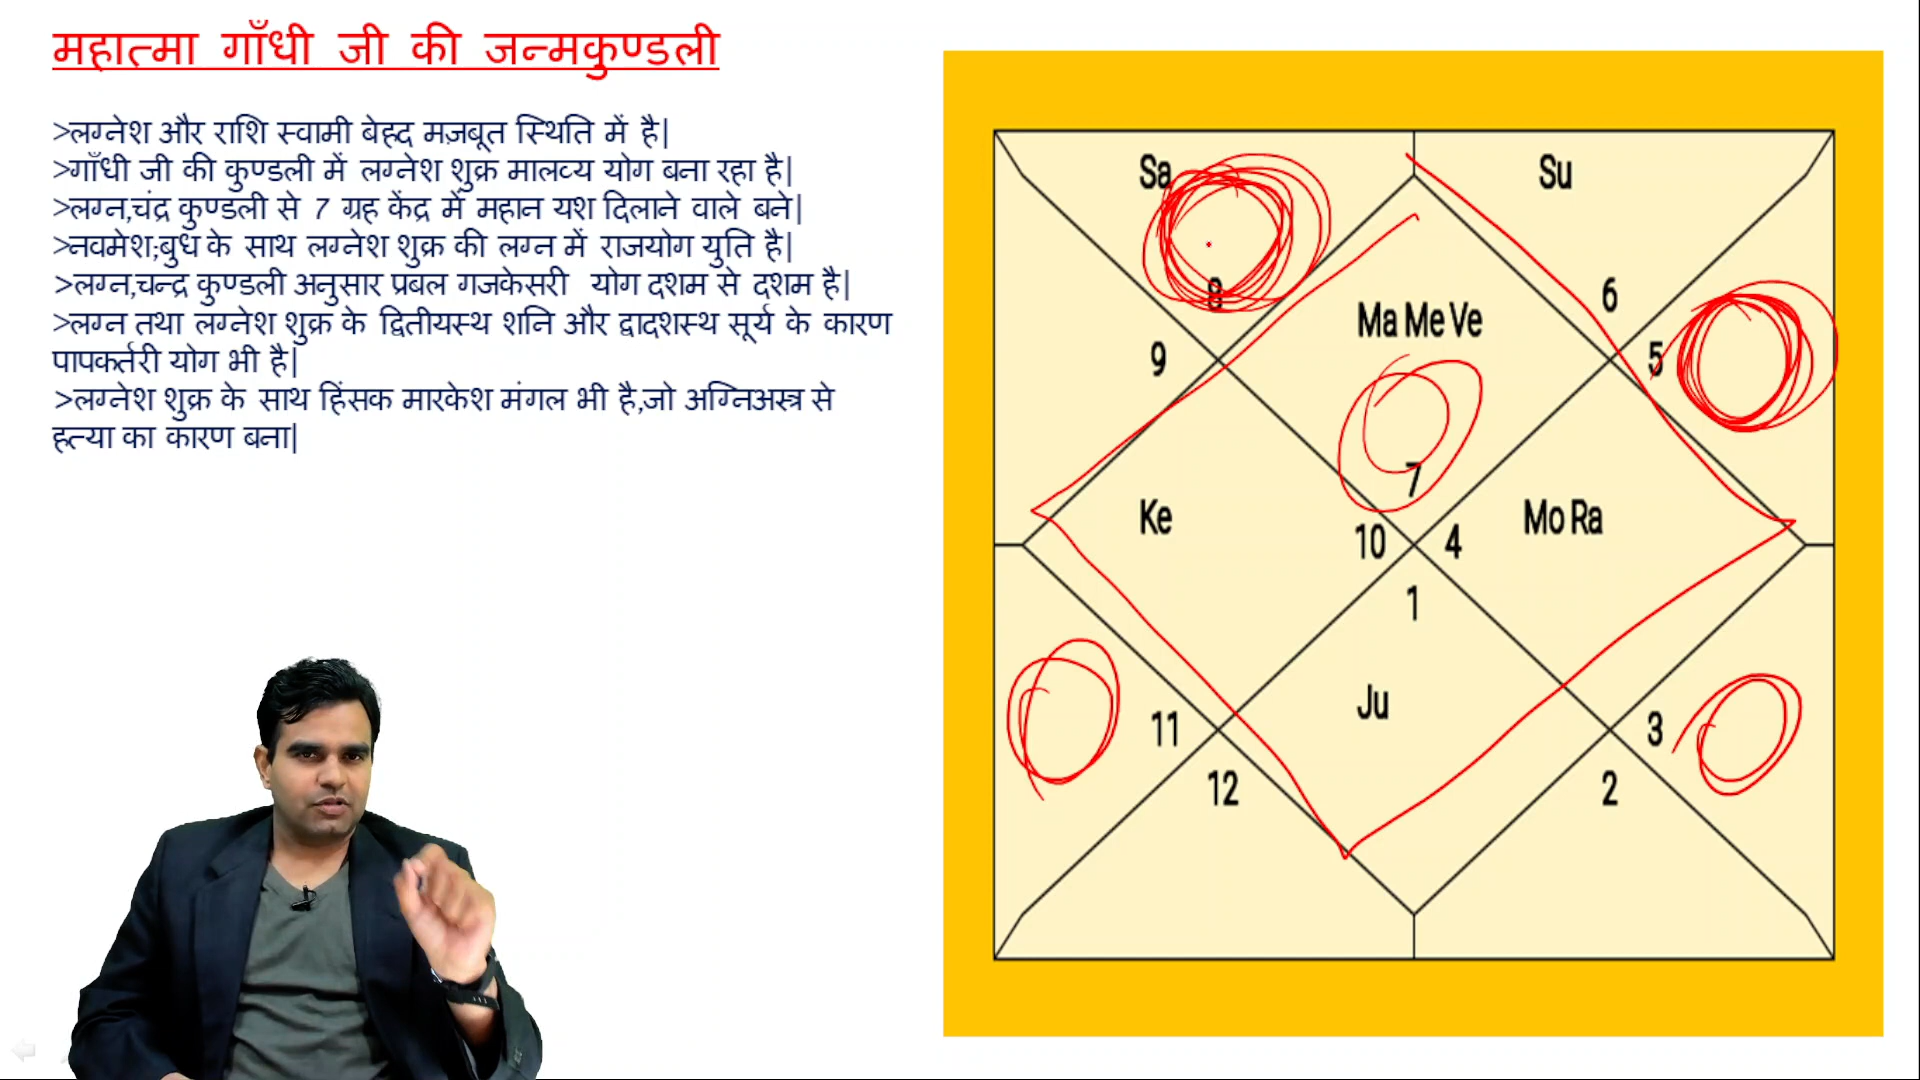 महात्मा गाँधी जी की जन्मकुण्डली
>लग्नेश और राशि स्वामी बेहद मज़बूत स्थिति में है|
>गाँधी जी की कुण्डली में लग्नेश शुक्र मालव्य योग बना रहा है|
>लग्न,चंद्र कुण्डली से 7 ग्रह केंद्र में महान यश दिलाने वाले बने|
>नवमेश;बुध के साथ लग्नेश शुक्र की लग्न में राजयोग युति है|
>लग्न,चन्द्र कुण्डली अनुसार प्रबल गजकेसरी योग दशम से दशम है|
>लग्न तथा लग्नेश शुक्र के द्वितीयस्थ शनि और द्वादशस्थ सूर्य के कारण
पापकर्तरी योग भी है|
>लग्नेश शुक्र के साथ हिंसक मारकेश मंगल भी है,जो अग्निअस्त्र से
हत्या का कारण बना|
Sa
Su
8
6
Ma Me Ve
9
5
7
Ke
Mo Ra
10
4
1
Ju
11
3
12
2